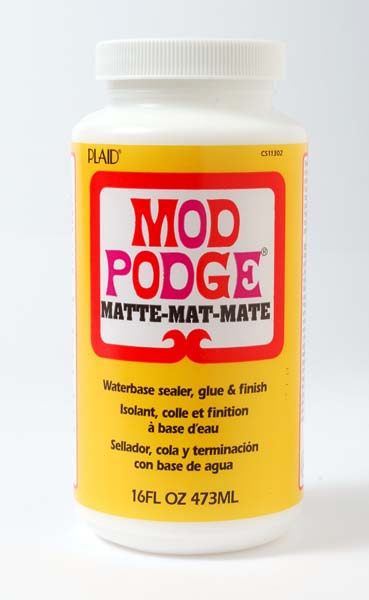 PLAID®
CS11302
MOD
PODGE®
MATTE-MAT-MATE
Waterbase sealer, glue & finish
Isolant, colle et finition
à base d'eau
Sellador, cola y terminación
con base de agua
16FL OZ 473ML